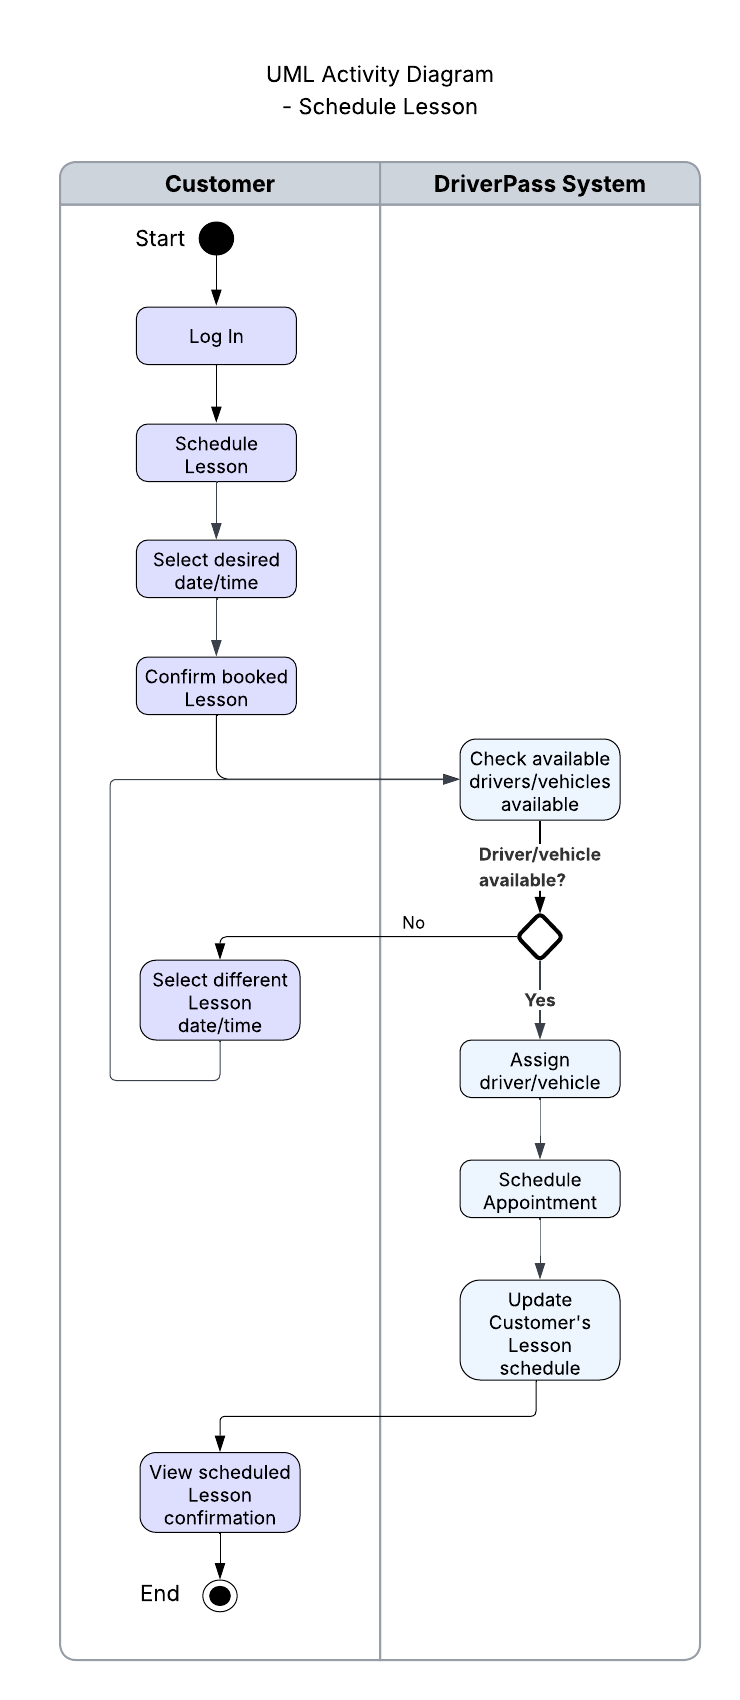 UML Activity Diagram
- Schedule Lesson
Customer
DriverPass System
Start
Log In
Schedule
Lesson
Select desired
date/time
Confirm booked
Lesson
Check available
drivers/vehicles
available
Driver/vehicle
available?
No
Select different
Lesson
date/time
Yes
Assign
driver/vehicle
Schedule
Appointment
Update
Customer's
Lesson
schedule
View scheduled
Lesson
confirmation
End